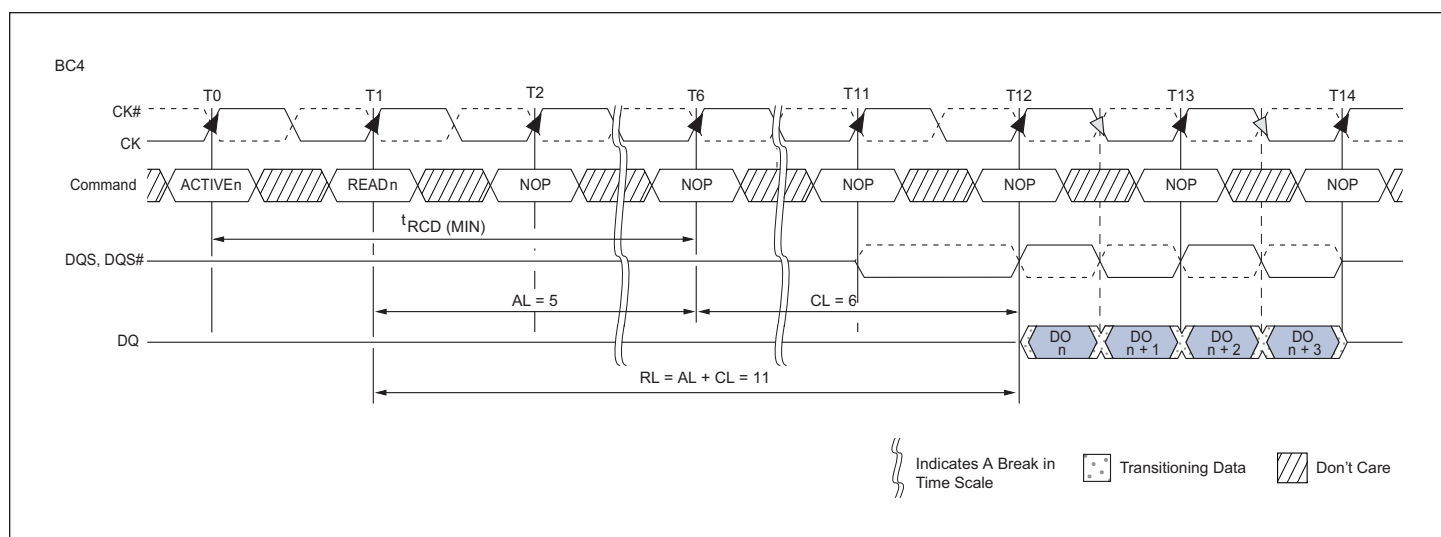 BC4
T0 T1 T2 T6 T11 T12 T13 T14
CK#
CK
Command ACTIVEn READn NOP NOP NOP NOP NOP NOP
tRCD (MIN)
DQS, DQS#
AL = 5 CL = 6
DQ DO n DO n + 1 DO n + 2 DO n + 3
RL = AL + CL = 11
Indicates A Break in
Time Scale
Transitioning Data
Don't Care